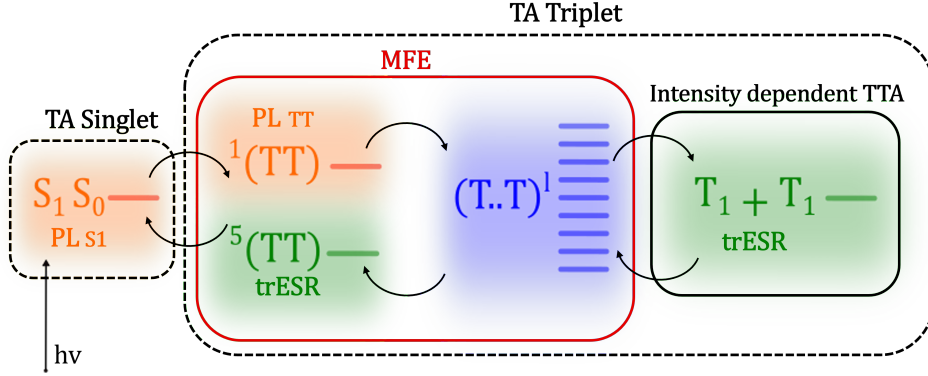 TA Triplet
MFE
Intensity dependent TTA
TA Singlet
PL TT
¹(TT)
S₁ S₀
PL S1
(T..T)ˡ
T₁ + T₁
trESR
⁵(TT)
trESR
hν